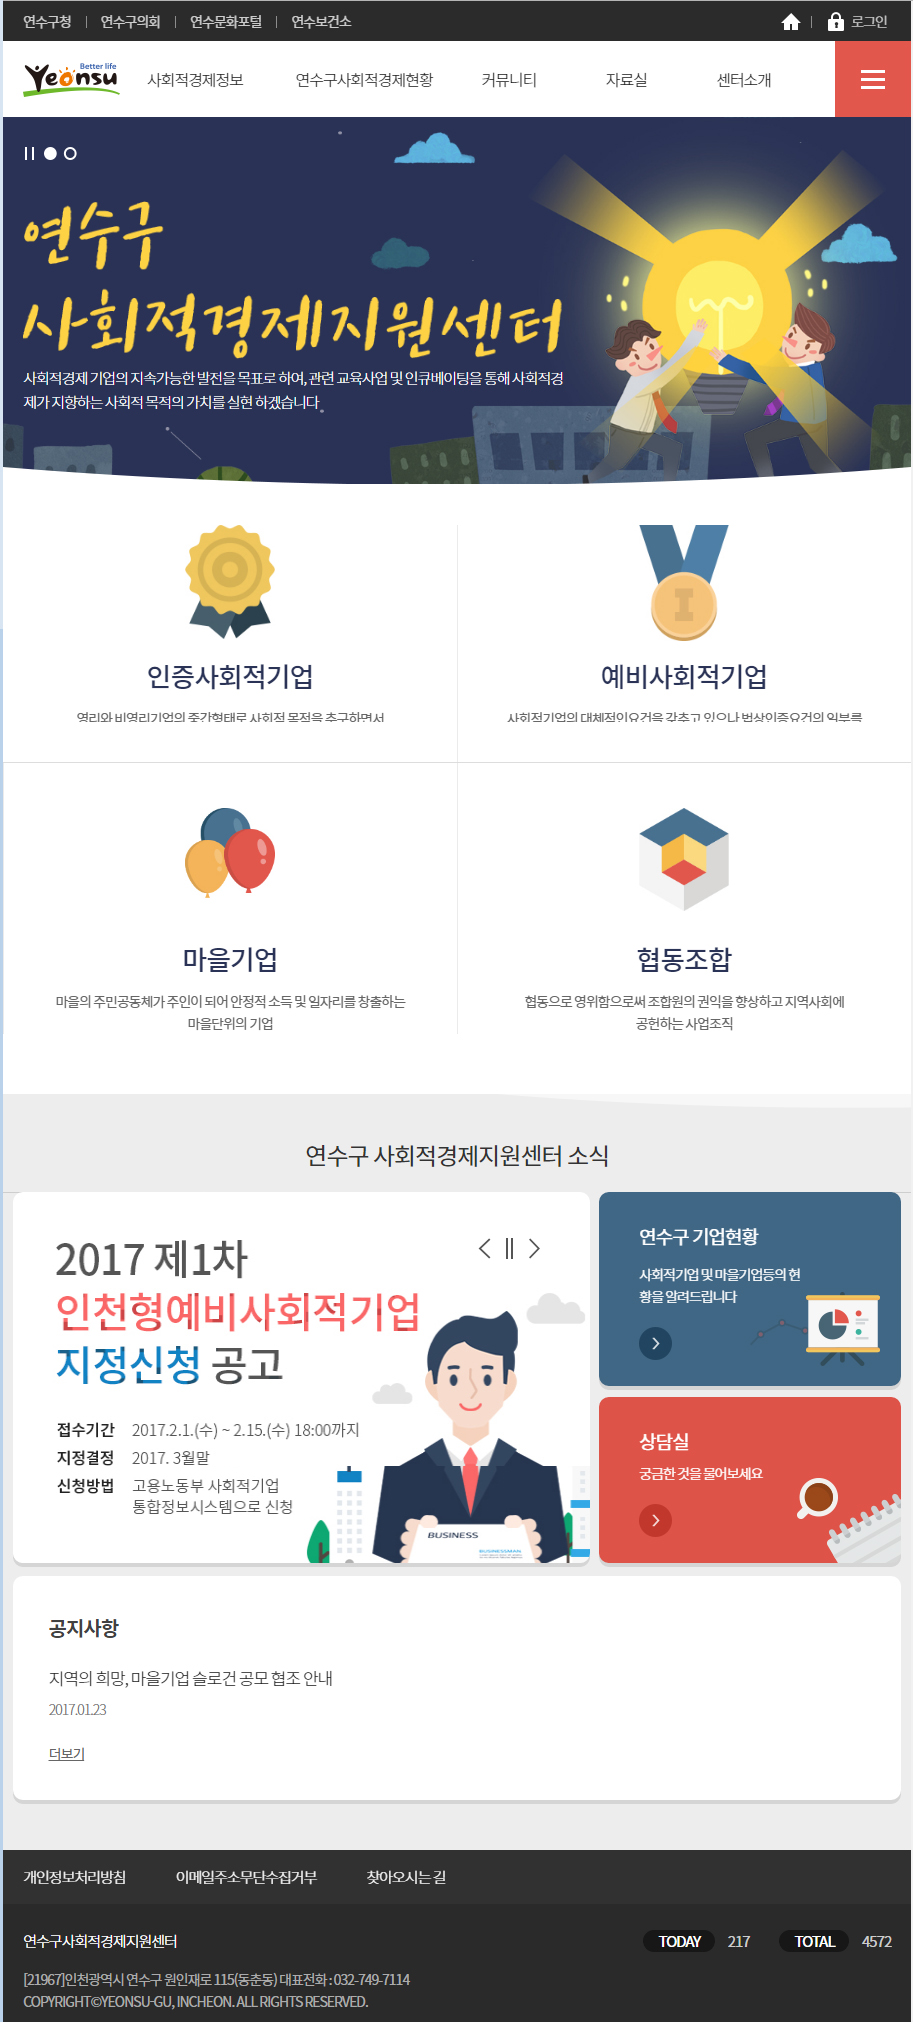 연수구청 연수구의회 연수문화포털 연수보건소 로그인
Better life
Yeonsu
사회적경제정보 연수구사회적경제현황 커뮤니티 자료실 센터소개
연수구
사회적경제지원센터
사회적경제 기업의 지속가능한 발전을 목표로 하여, 관련 교육사업 및 인큐베이팅을 통해 사회적경
제가 지향하는 사회적 목적의 가치를 실현 하겠습니다
인증사회적기업
영리와 비영리기업의 중간형태로 사회적 목적을 추구하면서
예비사회적기업
사회적기업의 대체적인요건을 갖추고 있으나 법상인증요건의 일부를
마을기업
마을의 주민공동체가 주인이 되어 안정적 소득 및 일자리를 창출하는
마을단위의 기업
협동조합
협동으로 영위함으로써 조합원의 권익을 향상하고 지역사회에
공헌하는 사업조직
연수구 사회적경제지원센터 소식
2017 제1차
인천형예비사회적기업
지정신청 공고
접수기간 2017.2.1.(수) ~ 2.15.(수) 18:00까지
지정결정 2017. 3월말
신청방법 고용노동부 사회적기업
통합정보시스템으로 신청
BUSINESS
BUSINESSMAN
연수구 기업현황
사회적기업 및 마을기업등의 현
황을 알려드립니다
상담실
궁금한 것을 물어보세요
공지사항
지역의 희망, 마을기업 슬로건 공모 협조 안내
2017.01.23
더보기
개인정보처리방침 이메일주소무단수집거부 찾아오시는 길
연수구사회적경제지원센터 TODAY 217 TOTAL 4572
[21967]인천광역시 연수구 원인재로 115(동춘동) 대표전화 : 032-749-7114
COPYRIGHT©YEONSU-GU, INCHEON. ALL RIGHTS RESERVED.